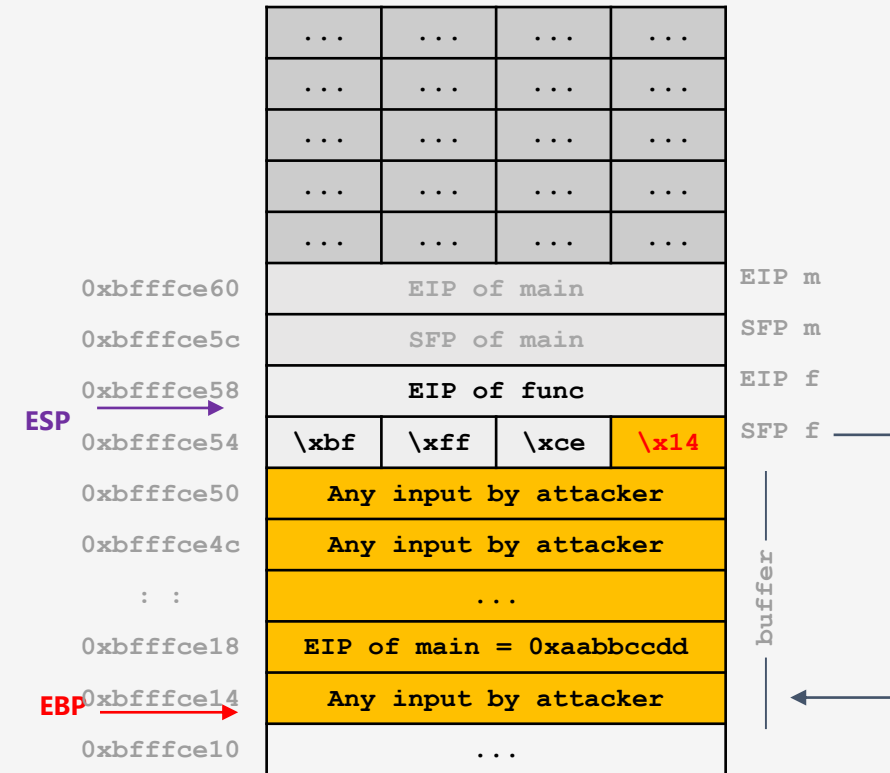 ... ... ... ...
... ... ... ...
... ... ... ...
... ... ... ...
... ... ... ...
0xbfffce60 EIP of main EIP m
0xbfffce5c SFP of main SFP m
0xbfffce58 EIP of func EIP f
ESP
0xbfffce54 \xbf \xff \xce \x14 SFP f
0xbfffce50 Any input by attacker
0xbfffce4c Any input by attacker
: : ...
buffer
0xbfffce18 EIP of main = 0xaabbccdd
EBP 0xbfffce14 Any input by attacker
0xbfffce10 ...